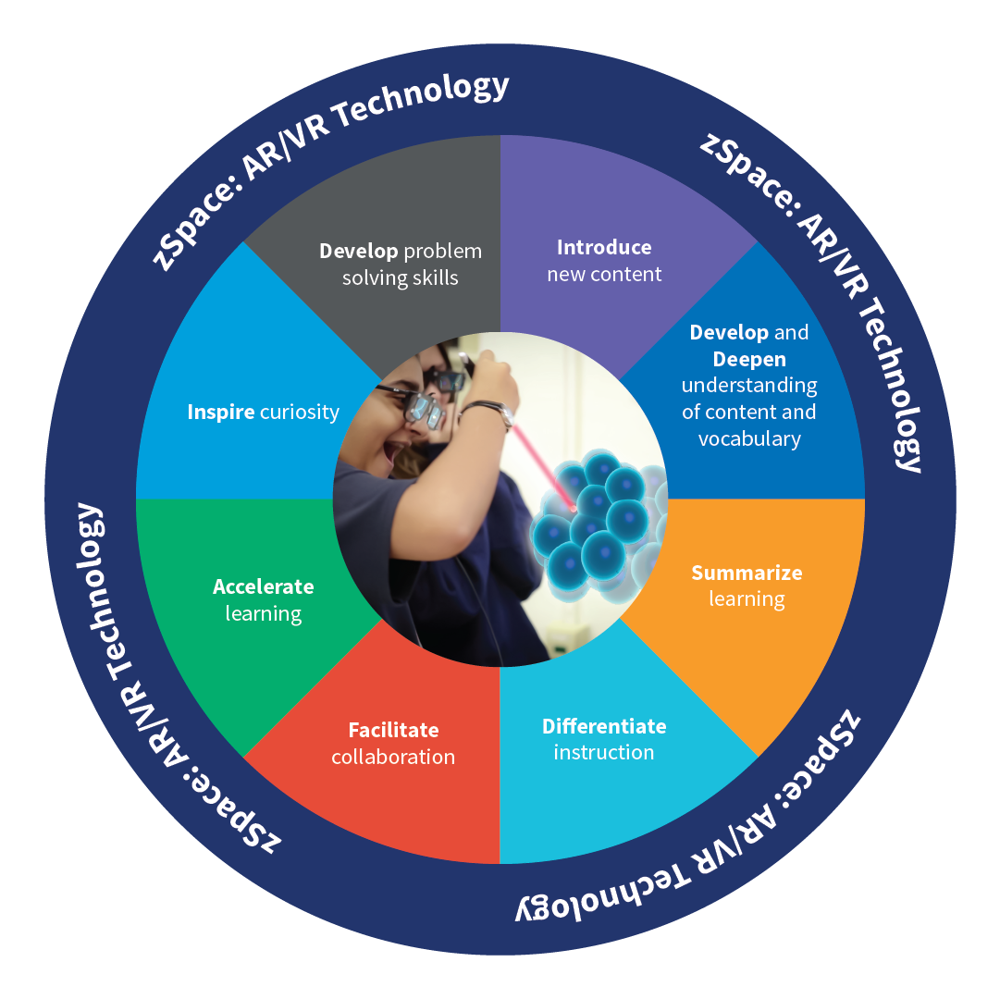 zSpace: AR/VR Technology
zSpace: AR/VR Technology
zSpace: AR/VR Technology
zSpace: AR/VR Technology
Introduce
new content
Develop and
Deepen
understanding
of content and
vocabulary
Summarize
learning
Differentiate
instruction
Facilitate
collaboration
Accelerate
learning
Inspire curiosity
Develop problem
solving skills